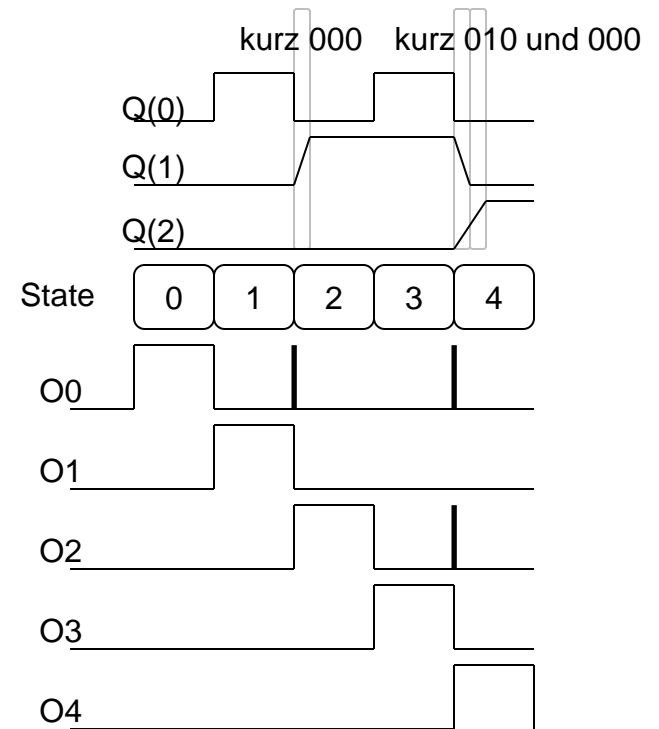 kurz 000 kurz 010 und 000
Q(0)
Q(1)
Q(2)
State 0 1 2 3 4
O0
O1
O2
O3
O4